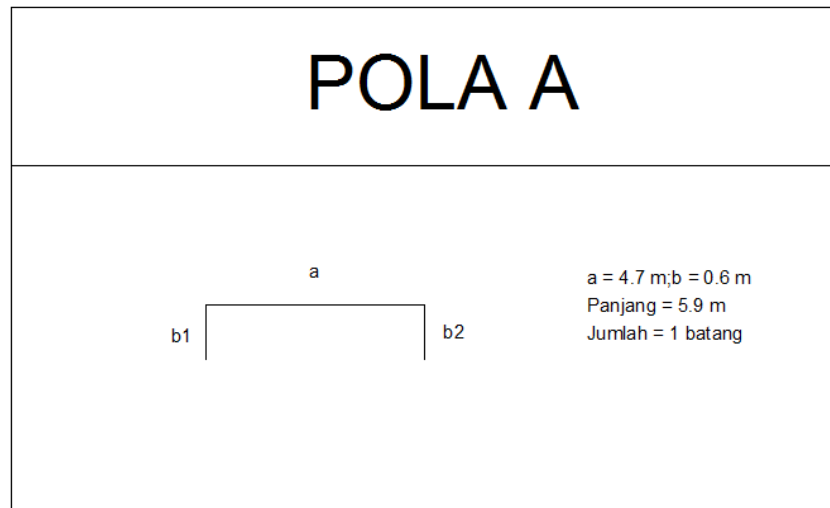 POLA A
a
b1
b2
a = 4.7 m;b = 0.6 m
Panjang = 5.9 m
Jumlah = 1 batang